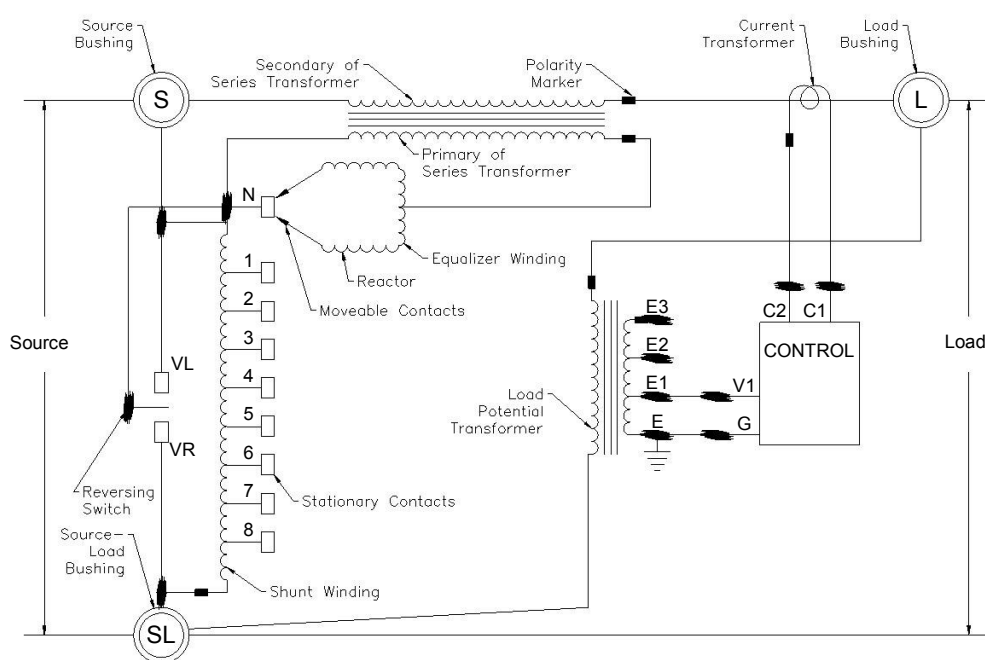 Source
Bushing
S
Secondary of
Series Transformer
Polarity
Marker
Current
Transformer
Load
Bushing
L
Primary of
Series Transformer
N
Equalizer Winding
Reactor
Moveable Contacts
1
2
3
4
5
6
7
8
Source
Load
VL
VR
Reversing
Switch
Stationary Contacts
Load
Potential
Transformer
E3
E2
E1
E
V1
G
C2
C1
CONTROL
Source—
Load
Bushing
Shunt Winding
SL